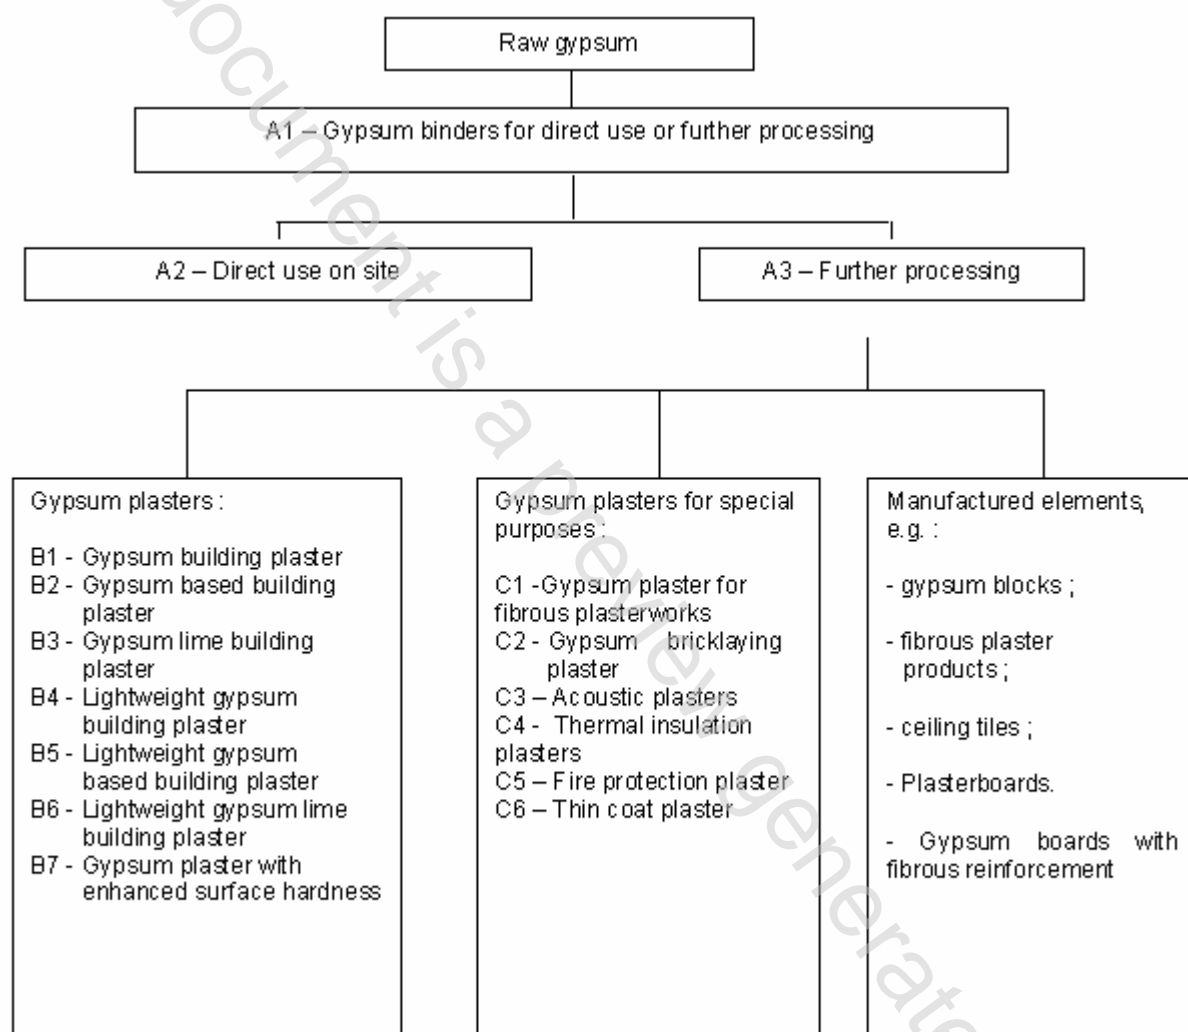 Raw gypsum
A1 – Gypsum binders for direct use or further processing
A2 – Direct use on site
A3 – Further processing
Gypsum plasters :
B1 - Gypsum building plaster
B2 - Gypsum based building
plaster
B3 - Gypsum lime building
plaster
B4 - Lightweight gypsum
building plaster
B5 - Lightweight gypsum
based building plaster
B6 - Lightweight gypsum lime
building plaster
B7 - Gypsum plaster with
enhanced surface hardness
Gypsum plasters for special
purposes :
C1 -Gypsum plaster for
fibrous plasterworks
C2 - Gypsum bricklaying
plaster
C3 – Acoustic plasters
C4 - Thermal insulation
plasters
C5 – Fire protection plaster
C6 – Thin coat plaster
Manufactured elements,
e.g. :
- gypsum blocks ;
- fibrous plaster
products ;
- ceiling tiles ;
- Plasterboards.
- Gypsum boards with
fibrous reinforcement
document is a preview generate